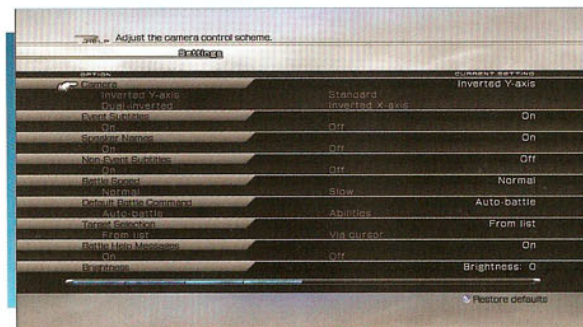 HELP Adjust the camera control scheme.
Settings
OPTION CURRENT SETTING
Camera Inverted Y-axis
Inverted Y-axis Standard
Dual-inverted Inverted X-axis
Event Subtitles On
On Off
Speaker Names On
On Off
Non-Event Subtitles Off
On Off
Battle Speed Normal
Normal Slow
Default Battle Command Auto-battle
Auto-battle Abilities
Target Selection From list
From list Via cursor
Battle Help Messages On
On Off
Brightness Brightness: 0
Restore defaults